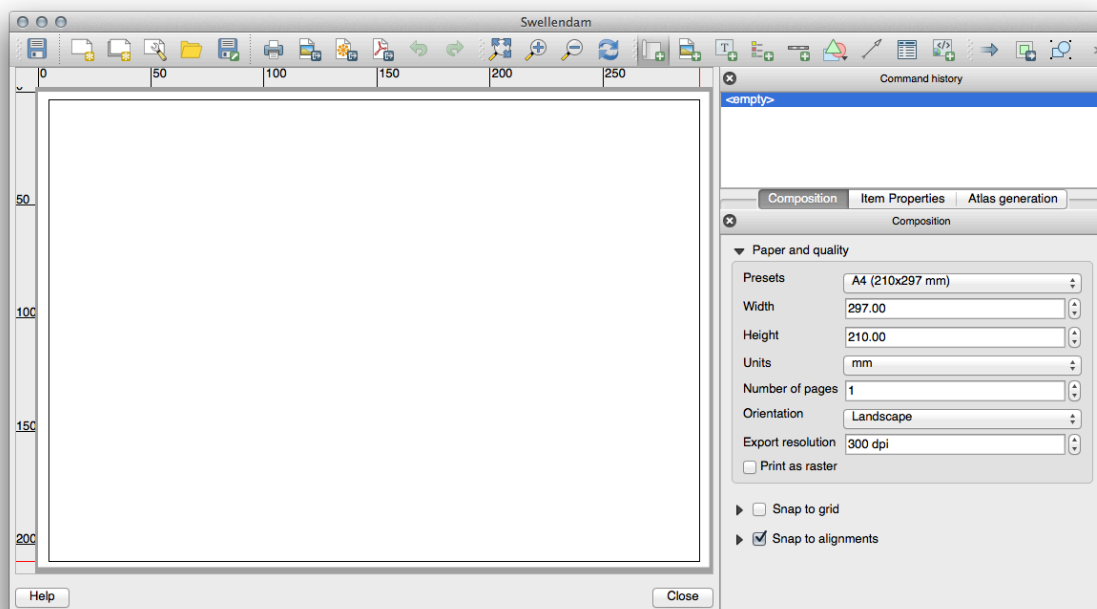 Swellendam
0 50 100 150 200 250
Command history
<empty>
Composition Item Properties Atlas generation
Composition
Paper and quality
Presets A4 (210x297 mm)
Width 297.00
Height 210.00
Units mm
Number of pages 1
Orientation Landscape
Export resolution 300 dpi
Print as raster
Snap to grid
Snap to alignments
0
50
100
150
200
Help Close